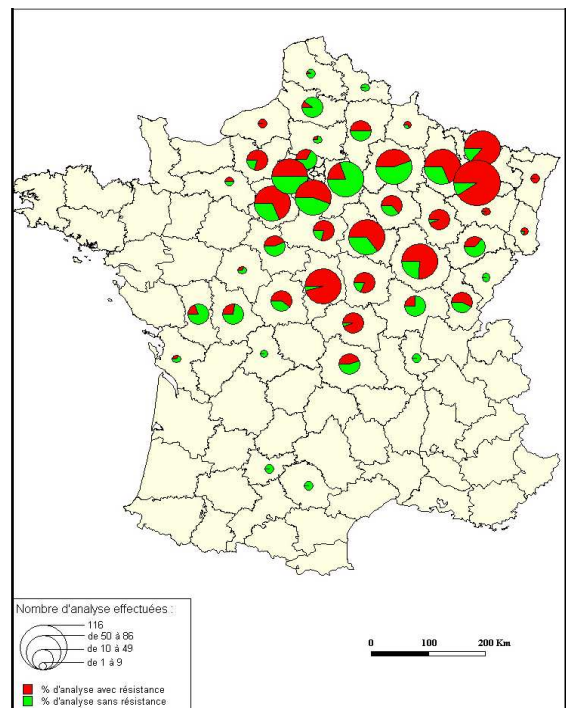 Nombre d'analyse effectuées :
116
de 50 à 86
de 10 à 49
de 1 à 9
% d'analyse avec résistance
% d'analyse sans résistance
0 100 200 Km